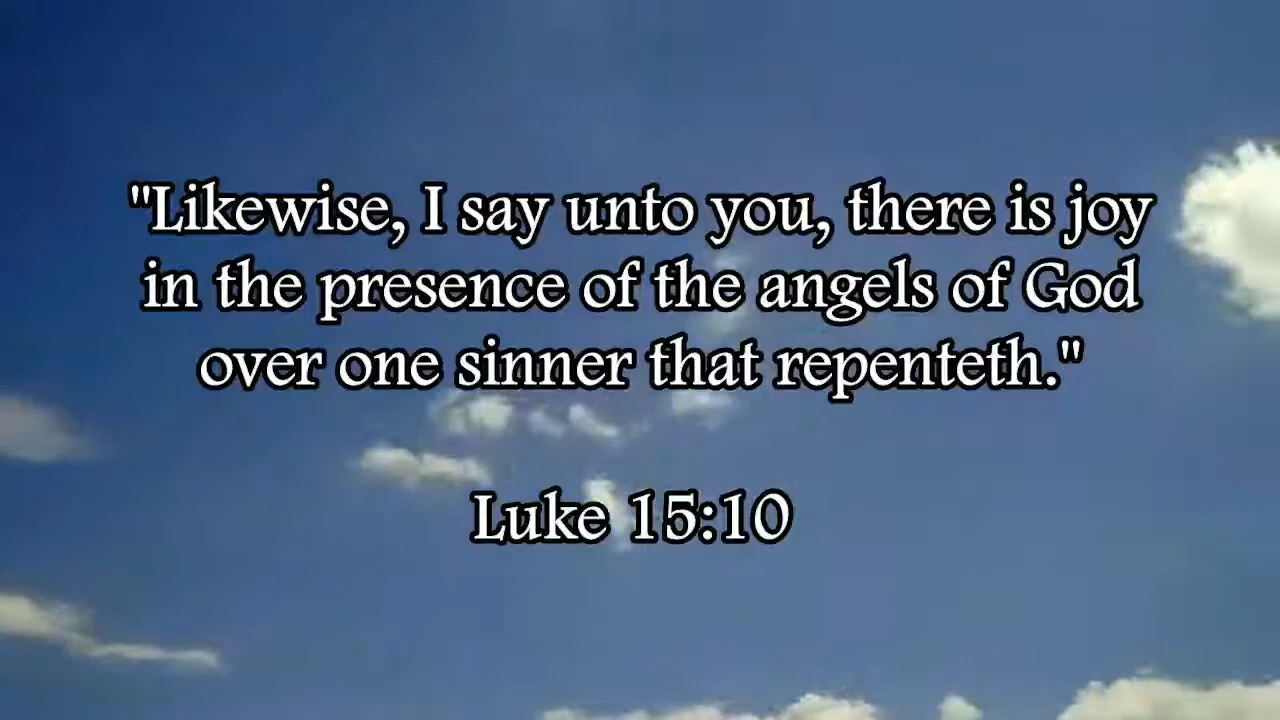 "Likewise, I say unto you, there is joy
in the presence of the angels of God
over one sinner that repenteth."
Luke 15:10